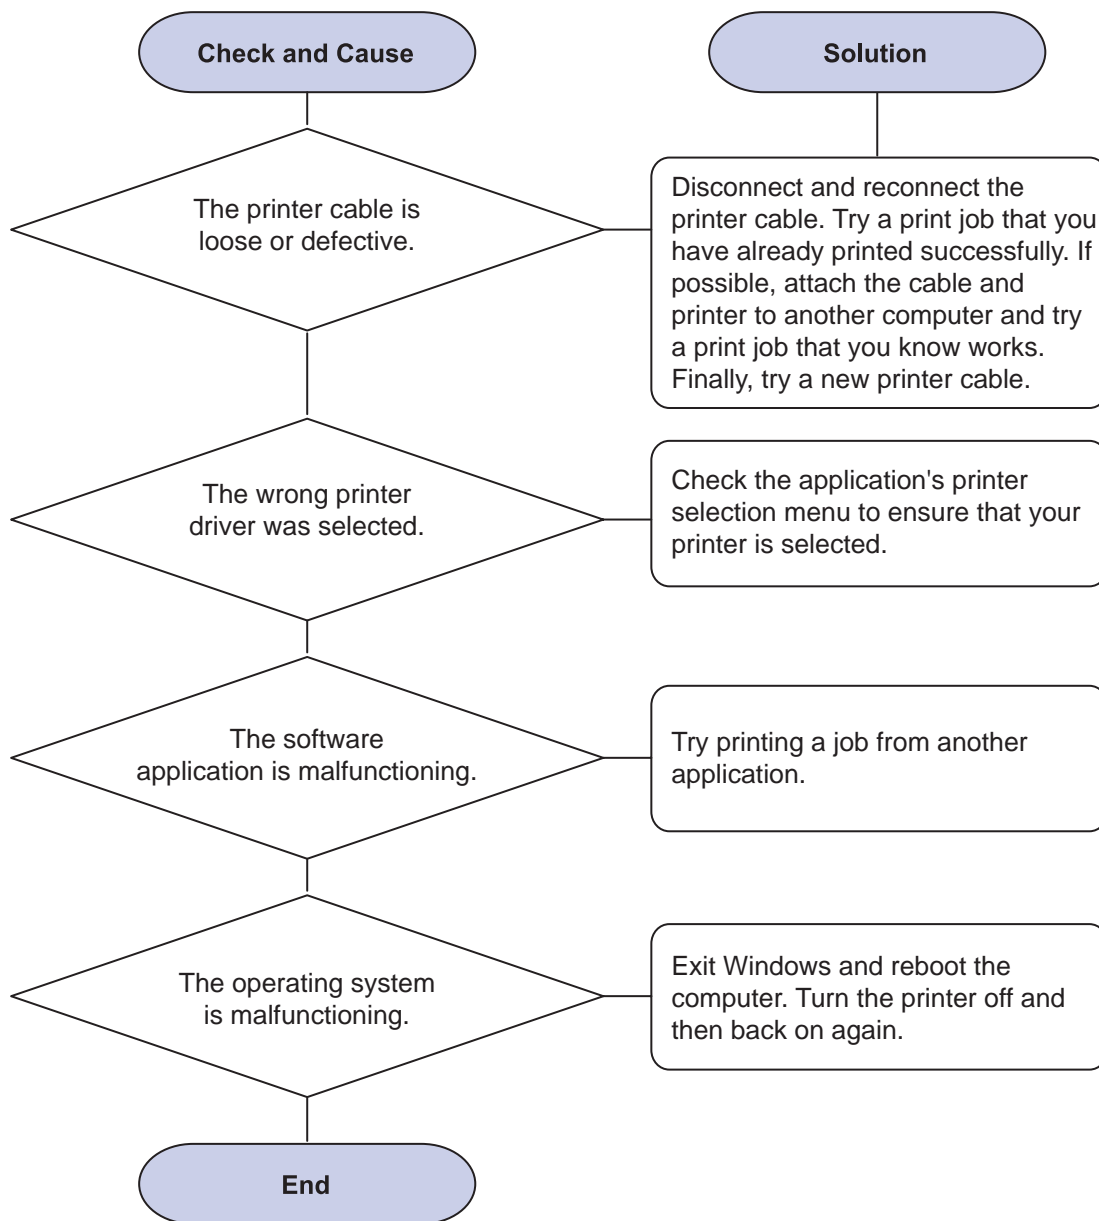 Check and Cause
Solution
The printer cable is
loose or defective.
Disconnect and reconnect the
printer cable. Try a print job that you
have already printed successfully. If
possible, attach the cable and
printer to another computer and try
a print job that you know works.
Finally, try a new printer cable.
The wrong printer
driver was selected.
Check the application's printer
selection menu to ensure that your
printer is selected.
The software
application is malfunctioning.
Try printing a job from another
application.
The operating system
is malfunctioning.
Exit Windows and reboot the
computer. Turn the printer off and
then back on again.
End